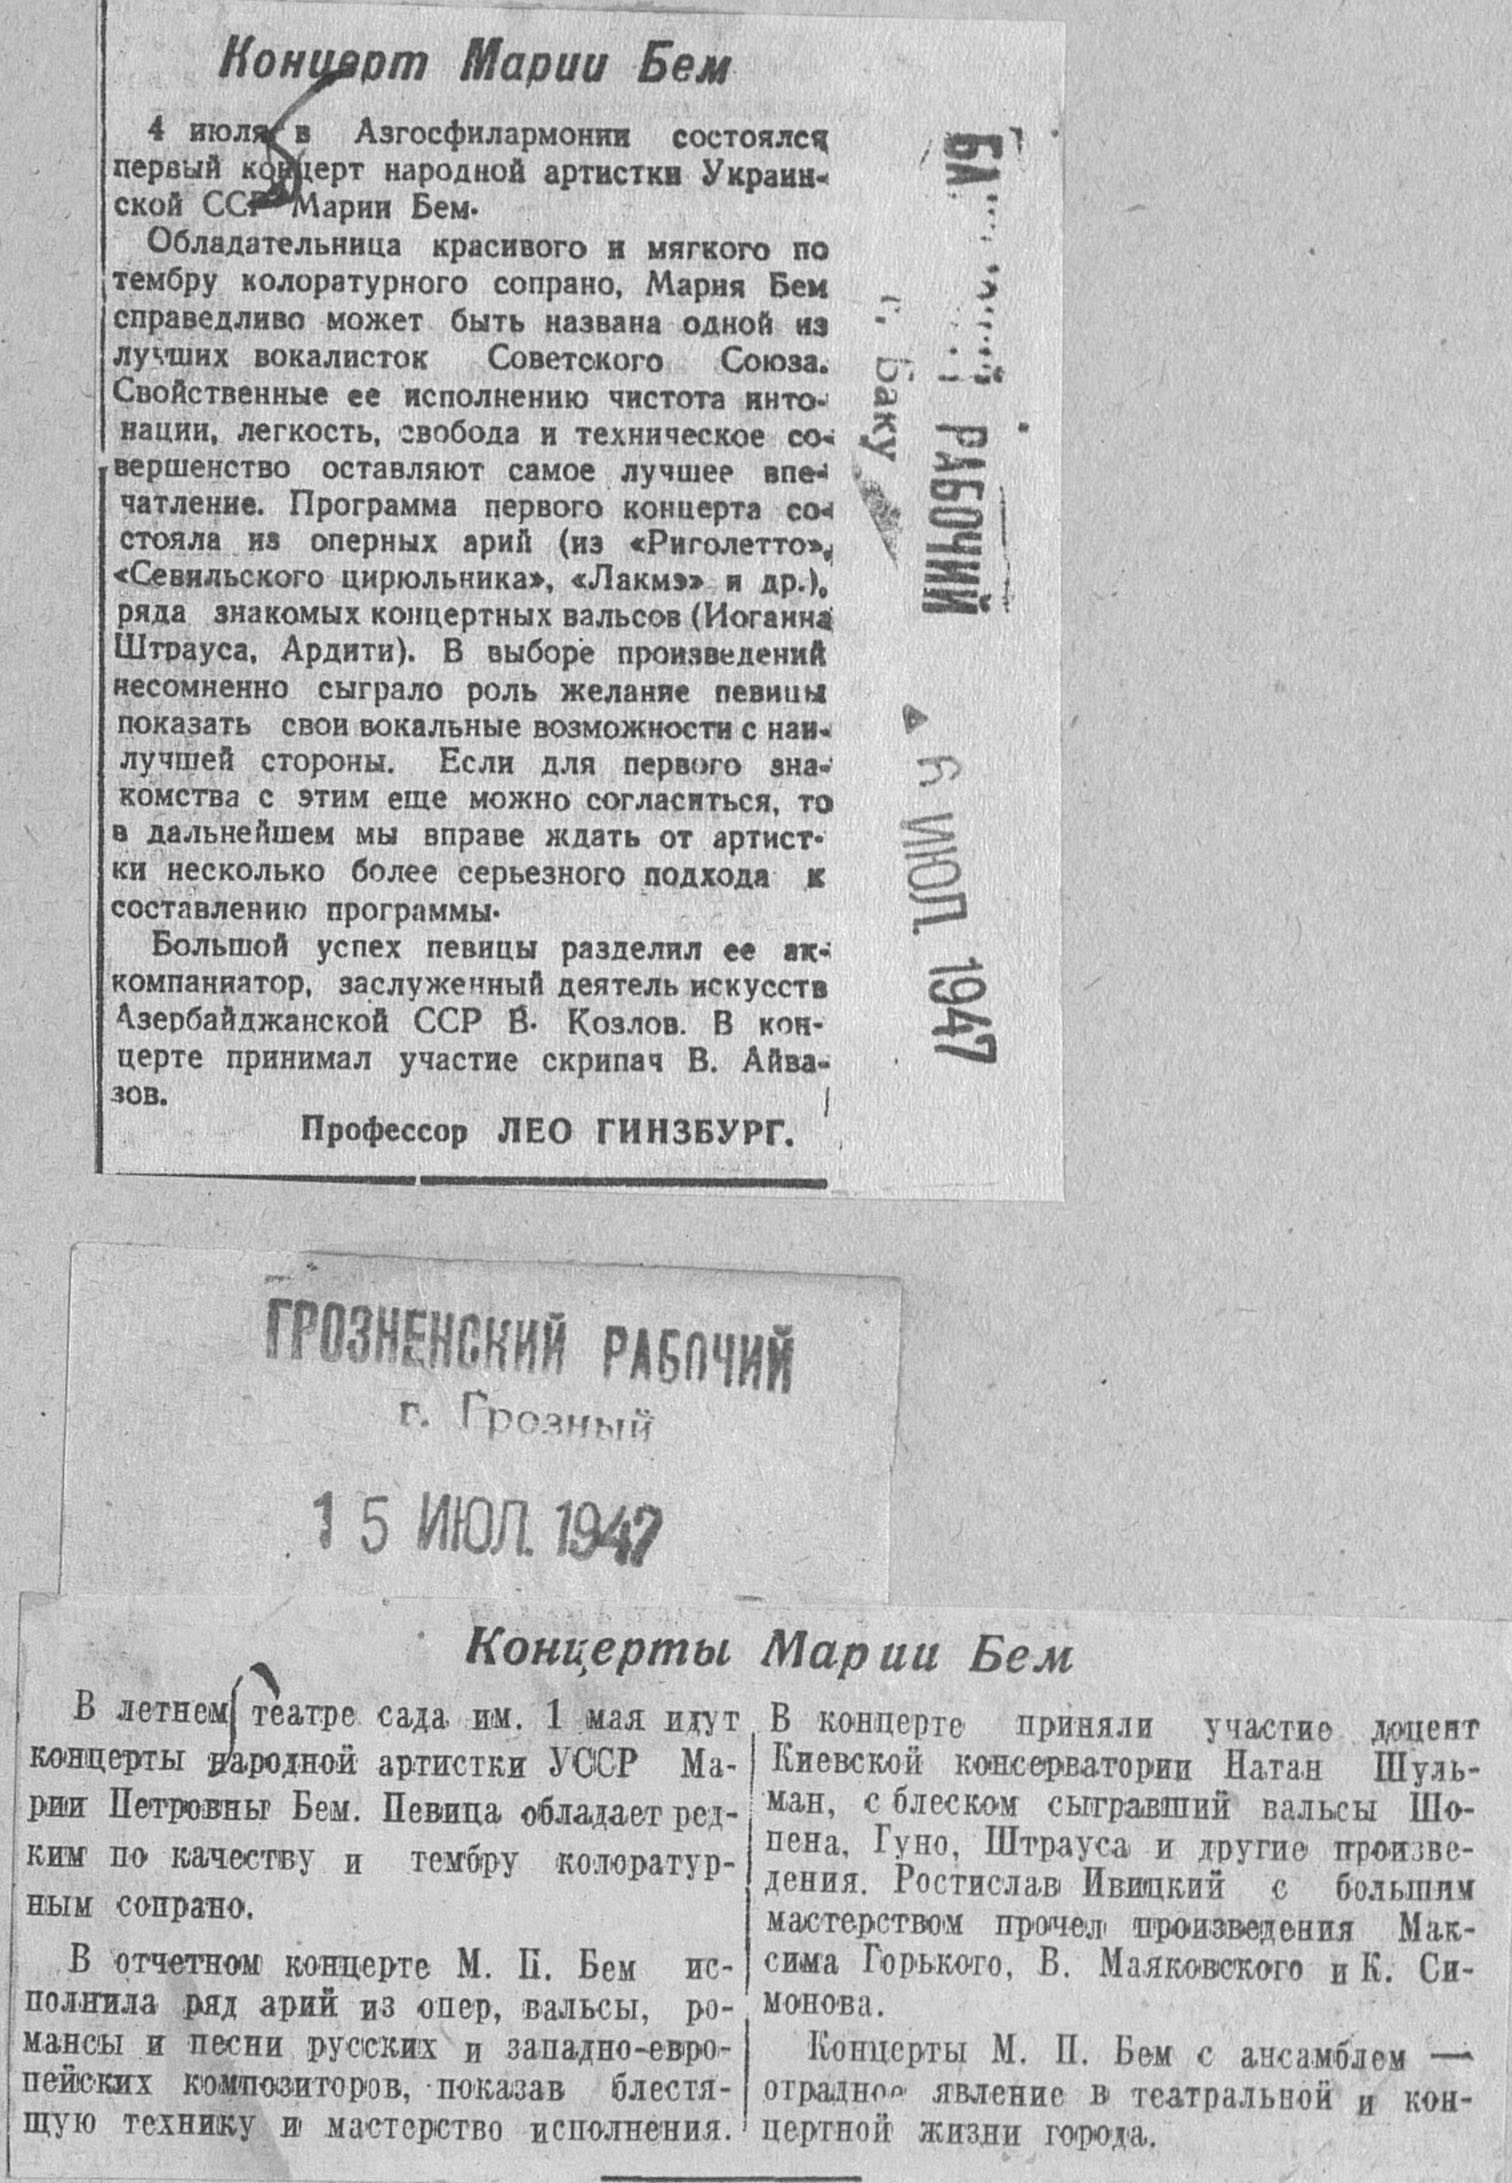 Концерт Марии Бем
4 июля в Азгосфилармонии состоялся
первый концерт народной артистки Украин-
ской ССР Марии Бем.
Обладательница красивого и мягкого по
тембру колоратурного сопрано, Мария Бем
справедливо может быть названа одной из
лучших вокалисток Советского Союза.
Свойственные ее исполнению чистота инто-
нации, легкость, свобода и техническое со-
вершенство оставляют самое лучшее впе-
чатление. Программа первого концерта со-
стояла из оперных арий (из «Риголетто»,
«Севильского цирюльника», «Лакмэ» и др.),
ряда знакомых концертных вальсов (Иоганна
Штрауса, Ардити). В выборе произведений
несомненно сыграло роль желание певицы
показать свои вокальные возможности с наи-
лучшей стороны. Если для первого зна-
комства с этим еще можно согласиться, то
в дальнейшем мы вправе ждать от артист-
ки несколько более серьезного подхода к
составлению программы.
Большой успех певицы разделил ее ак-
компаниатор, заслуженный деятель искусств
Азербайджанской ССР В. Козлов. В кон-
церте принимал участие скрипач В. Айва-
зов.
Профессор ЛЕО ГИНЗБУРГ.
РАБОЧИЙ
г. Баку
6 ИЮЛ. 1947
ГРОЗНЕНСКИЙ РАБОЧИЙ
г. Грозный
15 ИЮЛ. 1947
Концерты Марии Бем
В летнем театре сада им. 1 мая идут
концерты народной артистки УССР Ма-
рии Петровны Бем. Певица обладает ред-
ким по качеству и тембру колоратур-
ным сопрано.
В отчетном концерте М. П. Бем ис-
полнила ряд арий из опер, вальсы, ро-
мансы и песни русских и западно-евро-
пейских композиторов, показав блестя-
щую технику и мастерство исполнения.
В концерте приняли участие доцент
Киевской консерватории Натан Шуль-
ман, с блеском сыгравший вальсы Шо-
пена, Гуно, Штрауса и другие произве-
дения. Ростислав Ивицкий с большим
мастерством прочел произведения Мак-
сима Горького, В. Маяковского и К. Си-
монова.
Концерты М. П. Бем с ансамблем —
отрадное явление в театральной и кон-
цертной жизни города.